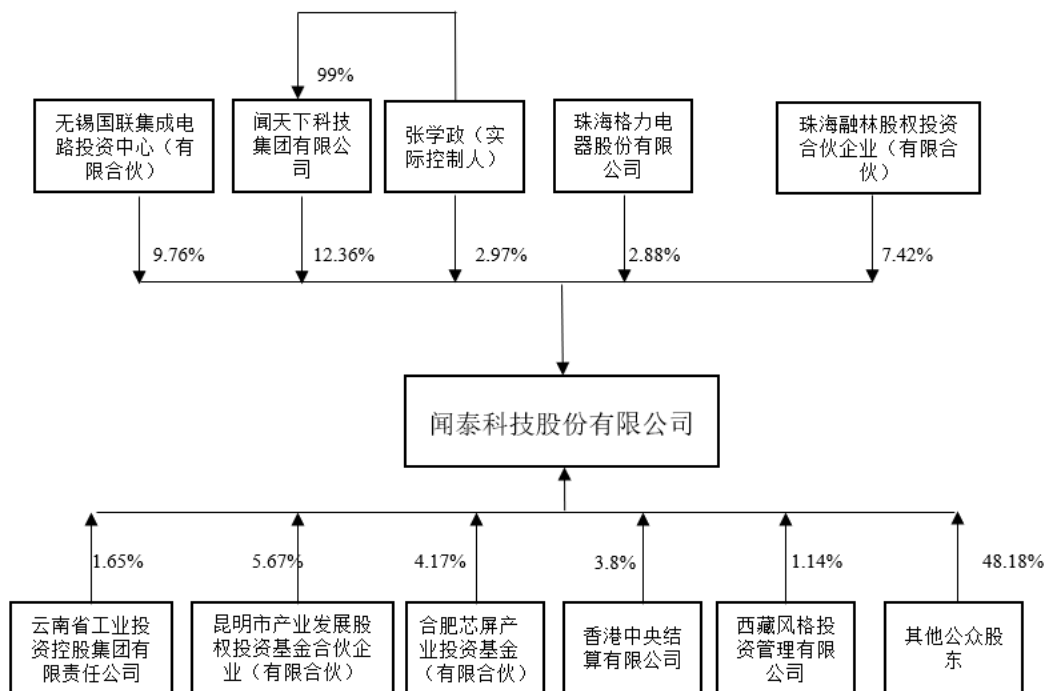 99%
无锡国联集成电
路投资中心（有
限合伙）
闻天下科技
集团有限公
司
张学政（实
际控制人）
珠海格力电
器股份有限
公司
珠海融林股权投资
合伙企业（有限合
伙）
9.76%
12.36%
2.97%
2.88%
7.42%
闻泰科技股份有限公司
1.65%
5.67%
4.17%
3.8%
1.14%
48.18%
云南省工业投
资控股集团有
限责任公司
昆明市产业发展股
权投资基金合伙企
业（有限合伙）
合肥芯屏产
业投资基金
（有限合伙）
香港中央结
算有限公司
西藏风格投
资管理有限
公司
其他公众股
东